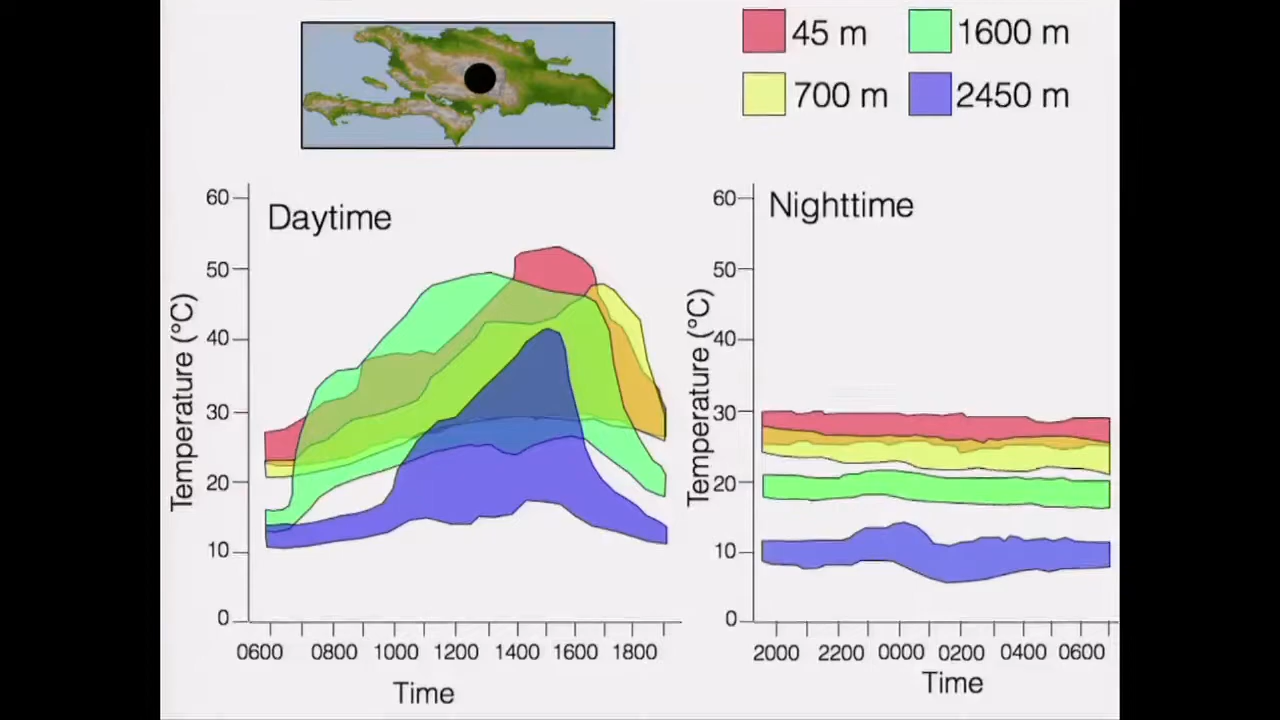 45 m
1600 m
700 m
2450 m
Daytime
Temperature (°C)
60
50
40
30
20
10
0
0600 0800 1000 1200 1400 1600 1800
Time
Nighttime
Temperature (°C)
60
50
40
30
20
10
0
2000 2200 0000 0200 0400 0600
Time